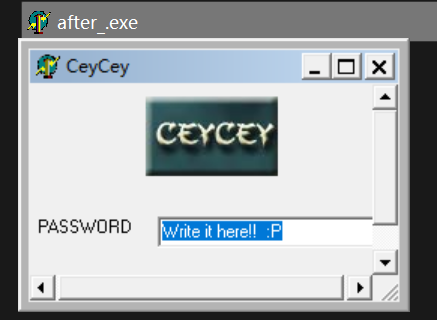 after_.exe
CeyCey
CEYCEY
PASSWORD
Write it here!!  :P